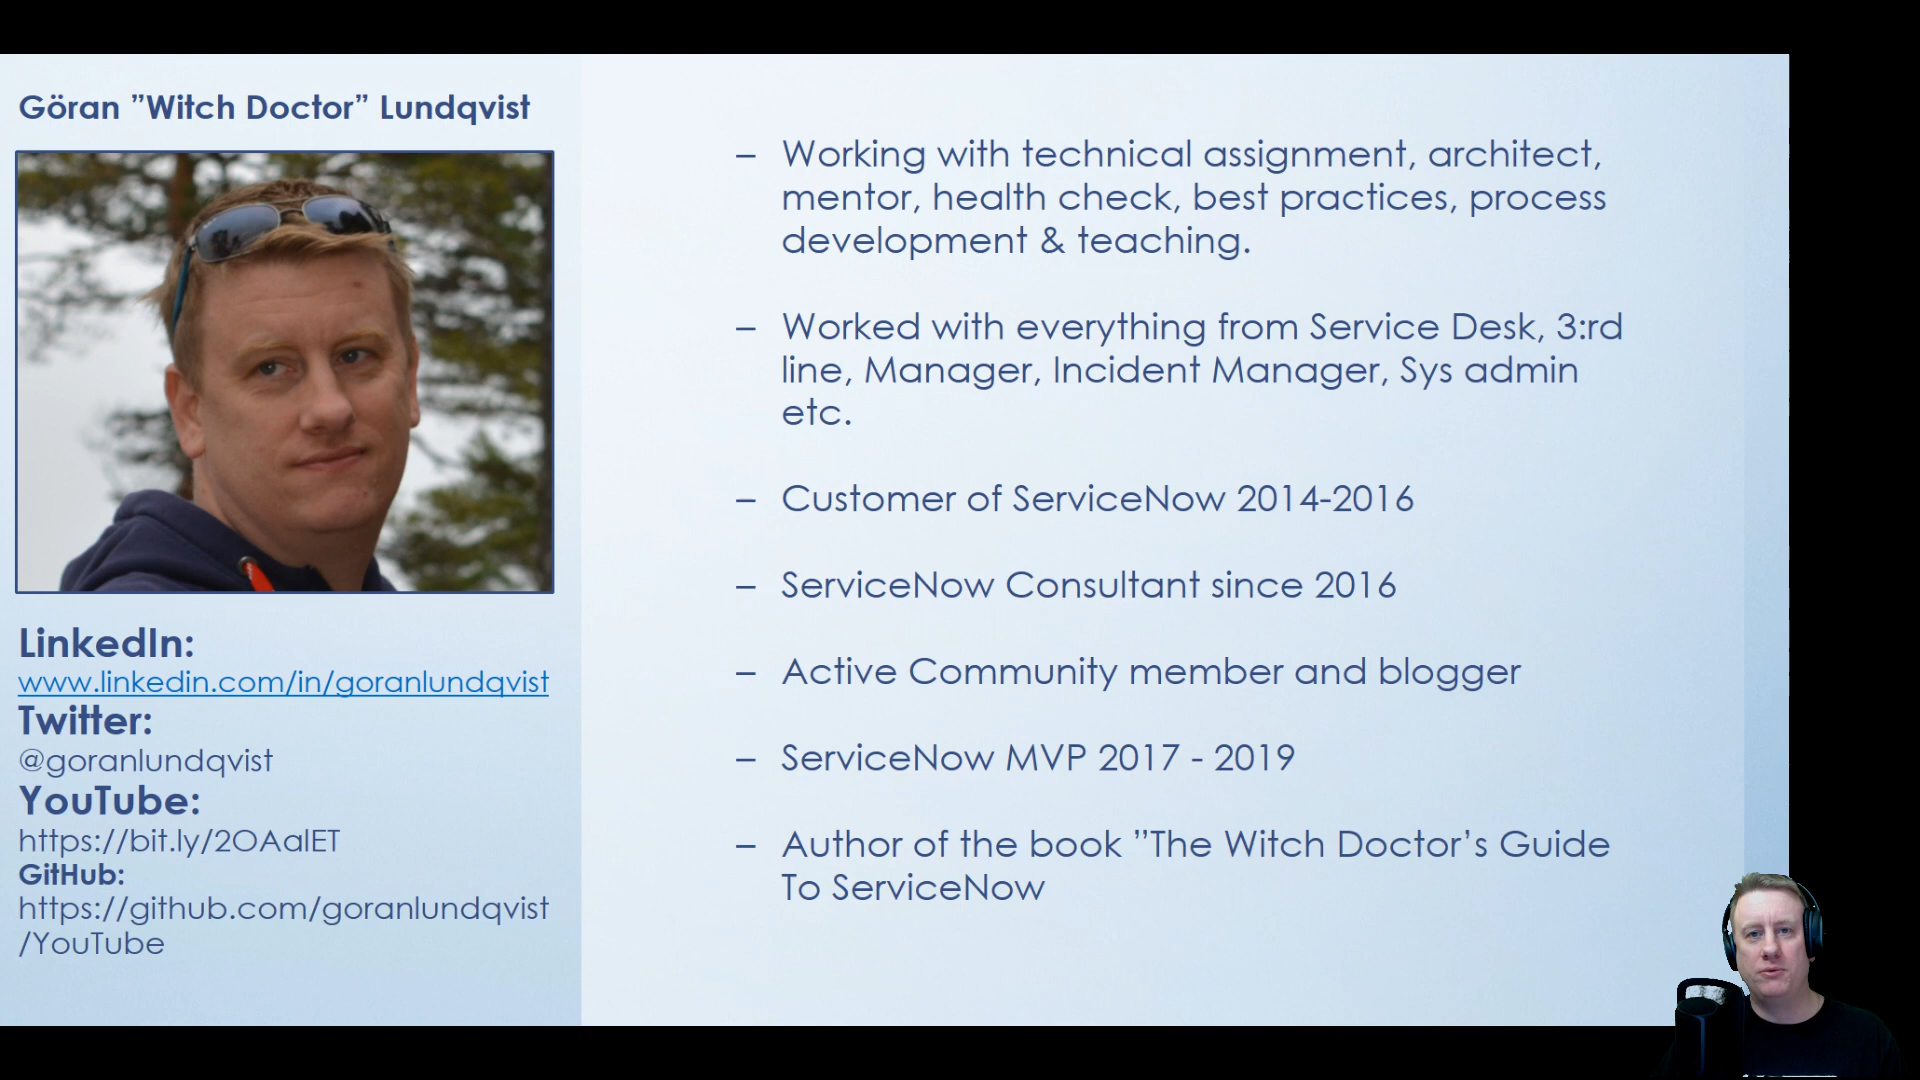 Göran ”Witch Doctor” Lundqvist
LinkedIn:
www.linkedin.com/in/goranlundqvist
Twitter:
@goranlundqvist
YouTube:
https://bit.ly/2OAdlET
GitHub:
https://github.com/goranlundqvist
/YouTube
– Working with technical assignment, architect,
mentor, health check, best practices, process
development & teaching.
– Worked with everything from Service Desk, 3:rd
line, Manager, Incident Manager, Sys admin
etc.
– Customer of ServiceNow 2014-2016
– ServiceNow Consultant since 2016
– Active Community member and blogger
– ServiceNow MVP 2017 - 2019
– Author of the book ”The Witch Doctor’s Guide
To ServiceNow